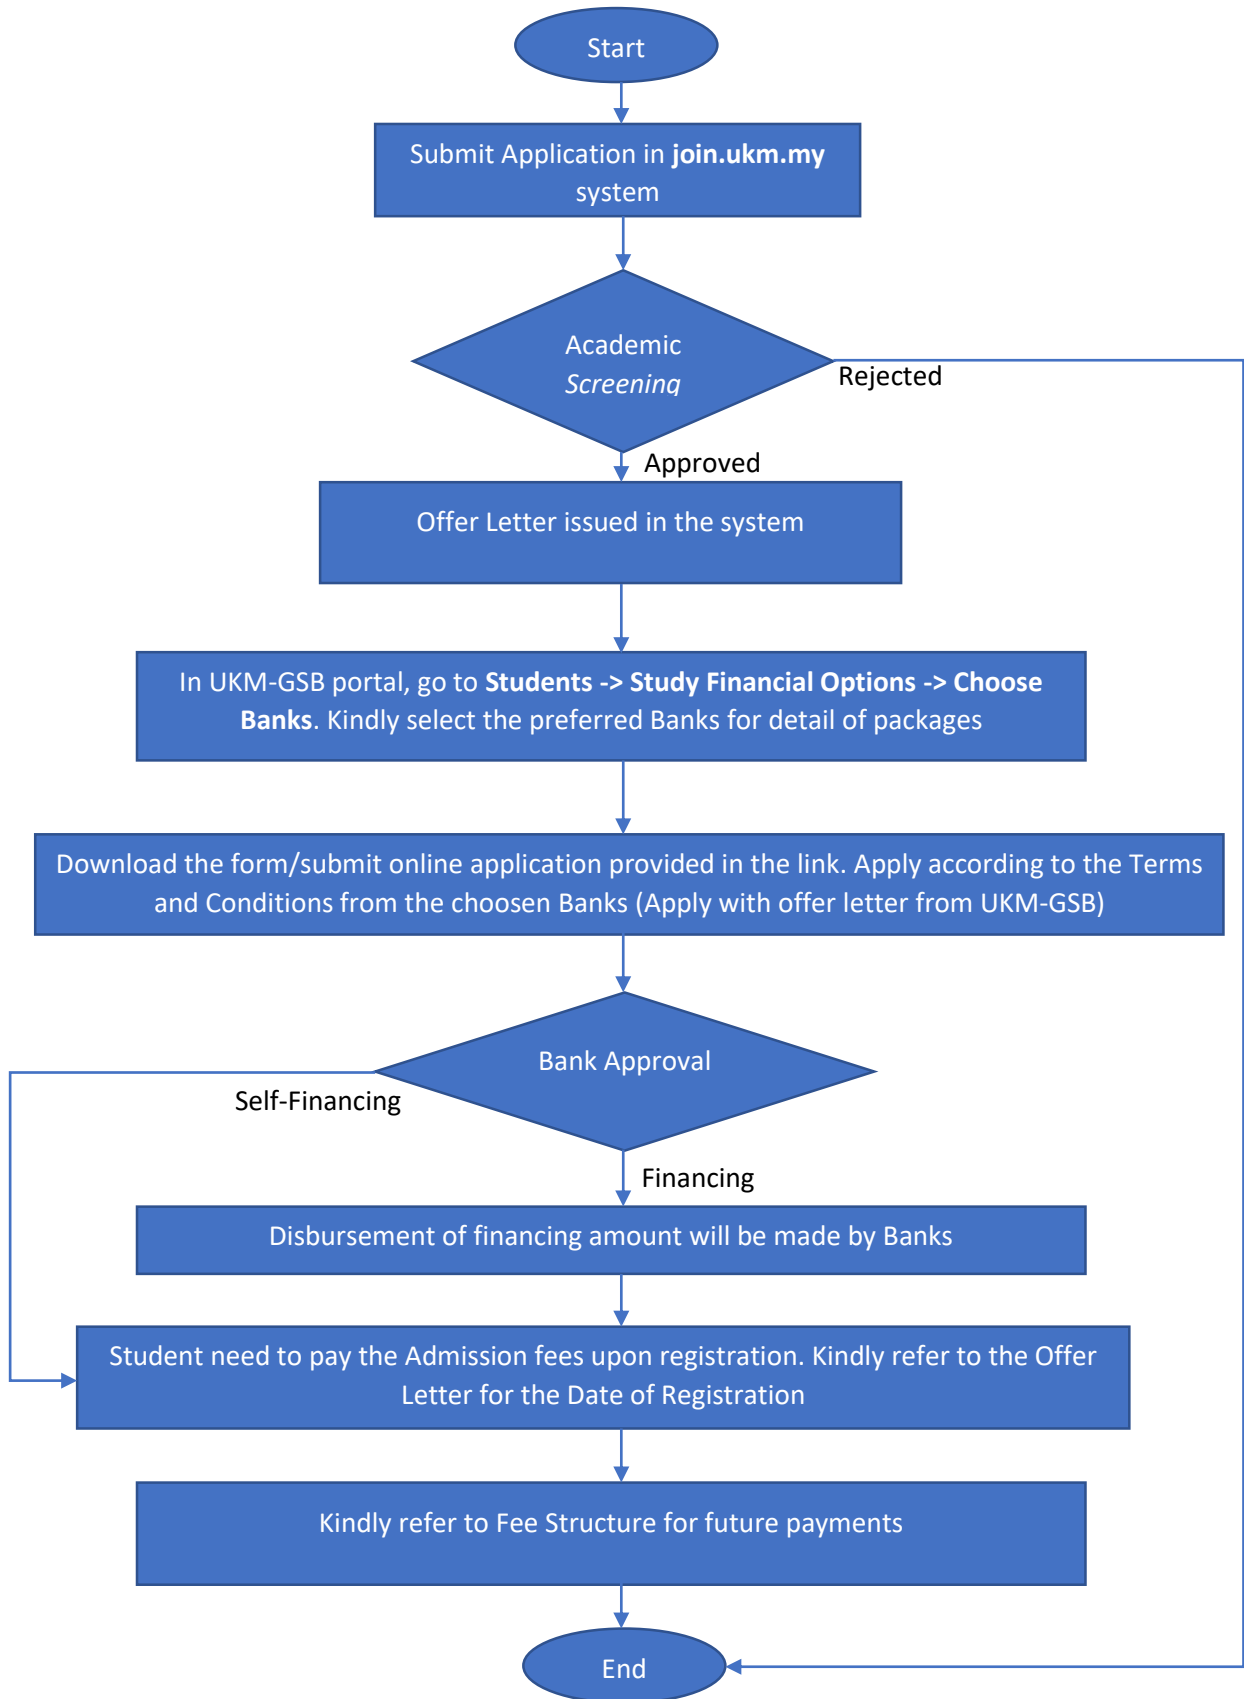 Start
Submit Application in join.ukm.my
system
Academic
Screening
Rejected
Approved
Offer Letter issued in the system
In UKM-GSB portal, go to Students -> Study Financial Options -> Choose
Banks. Kindly select the preferred Banks for detail of packages
Download the form/submit online application provided in the link. Apply according to the Terms
and Conditions from the choosen Banks (Apply with offer letter from UKM-GSB)
Bank Approval
Self-Financing
Financing
Disbursement of financing amount will be made by Banks
Student need to pay the Admission fees upon registration. Kindly refer to the Offer
Letter for the Date of Registration
Kindly refer to Fee Structure for future payments
End